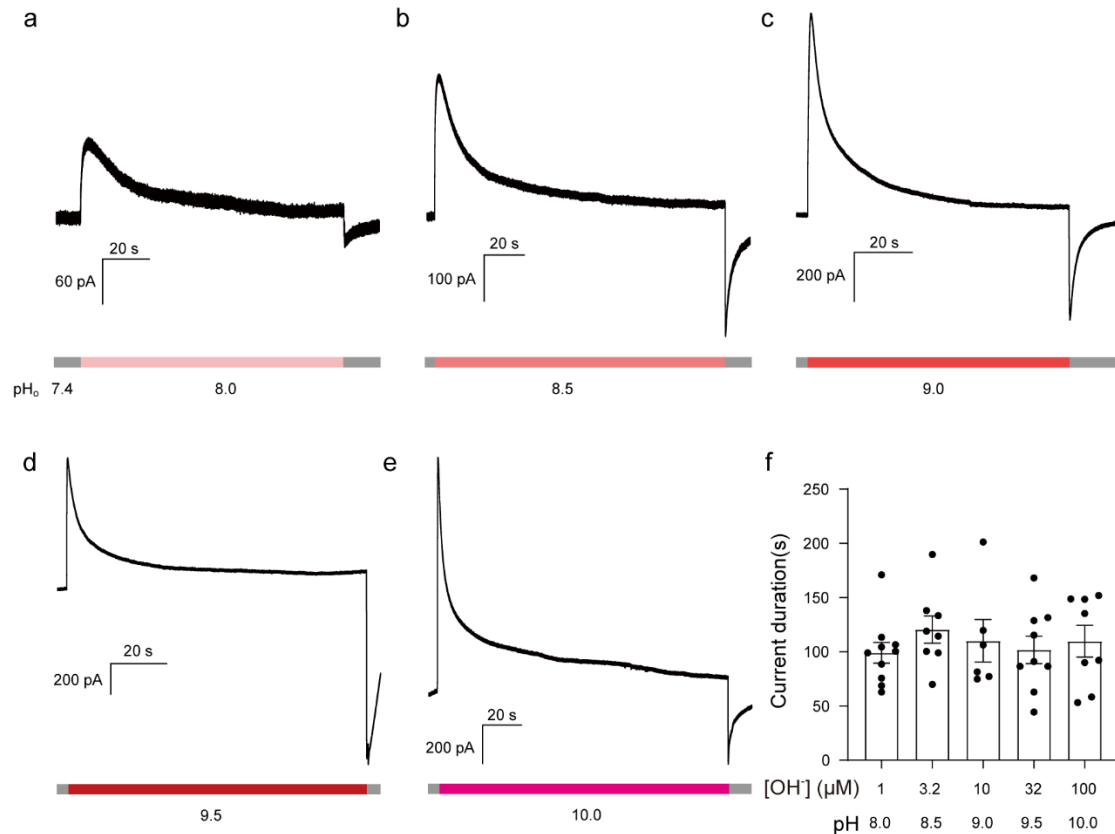 a
20 s
60 pA
pHₒ 7.4 8.0
b
20 s
100 pA
8.5
c
20 s
200 pA
9.0
d
20 s
200 pA
9.5
e
20 s
200 pA
10.0
f
Current duration(s)
250
200
150
100
50
0
[OH⁻] (μM) 1 3.2 10 32 100
pH 8.0 8.5 9.0 9.5 10.0